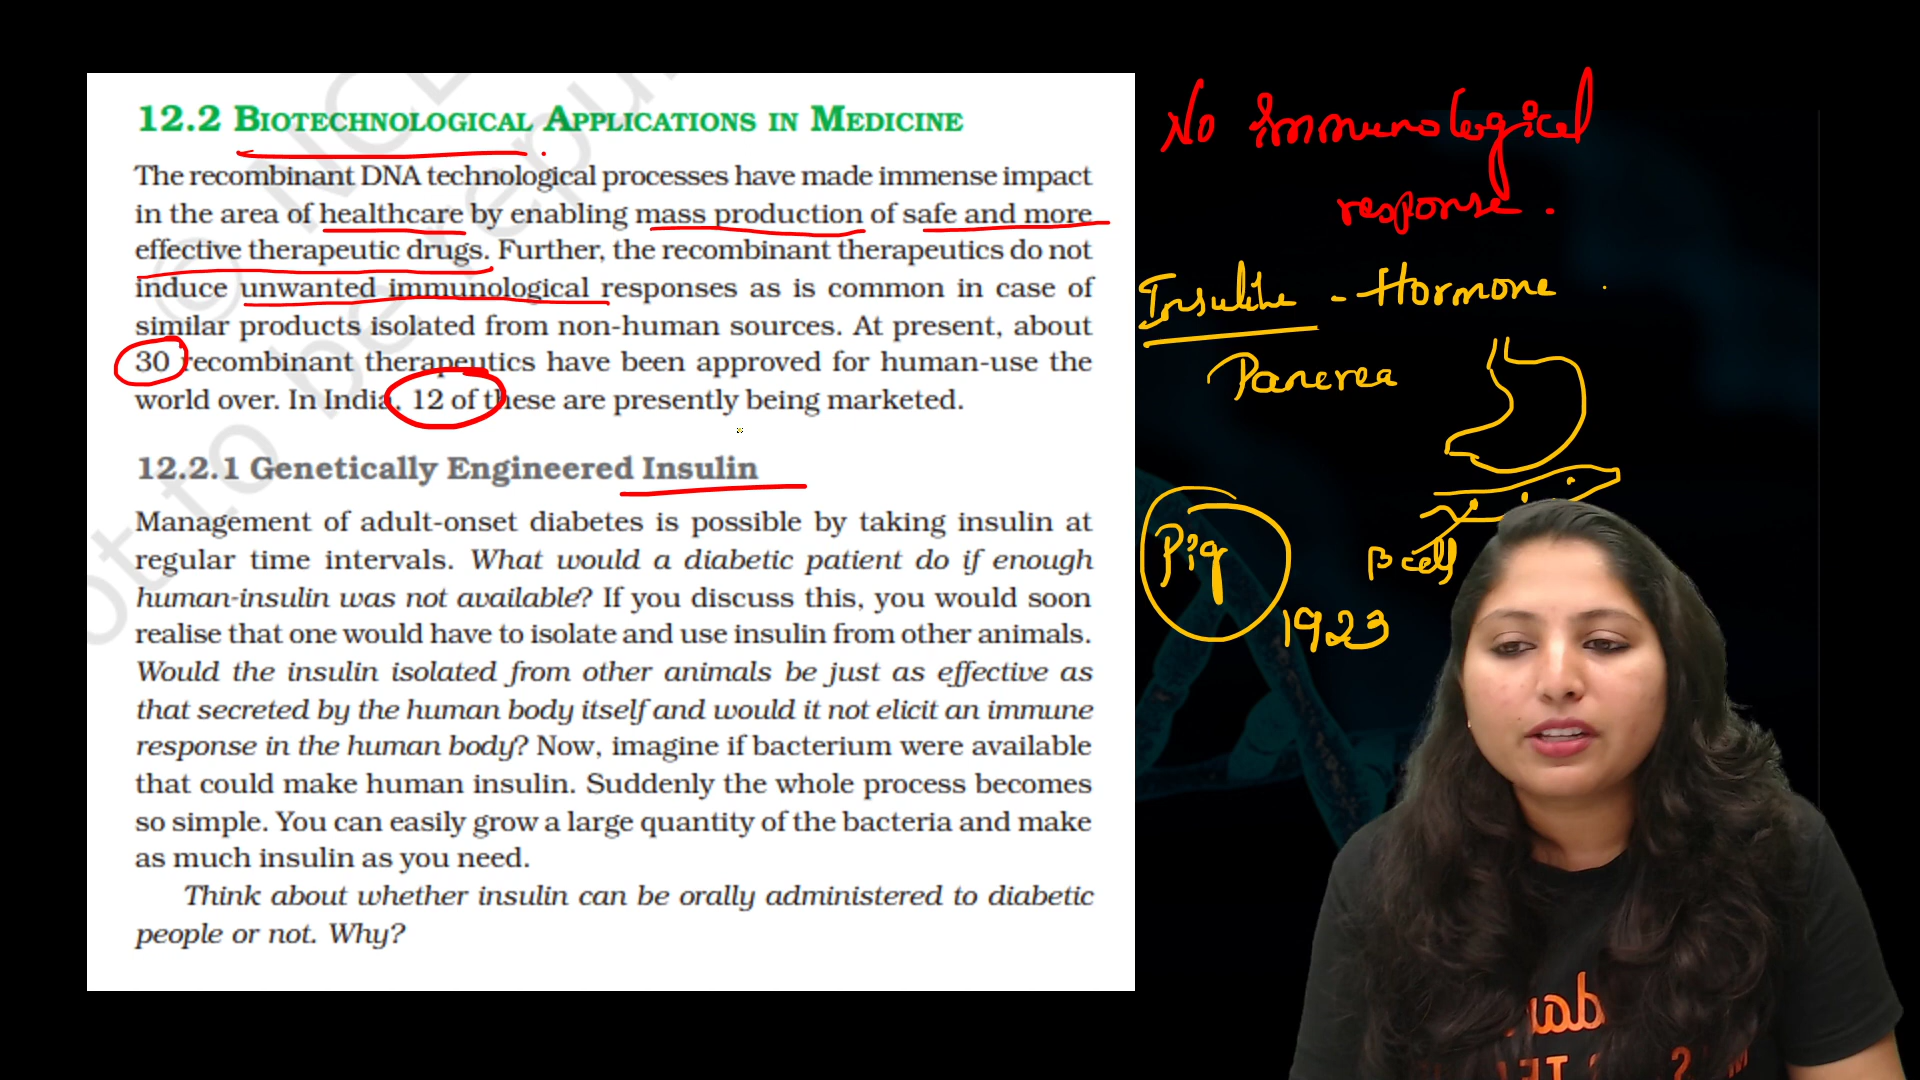 12.2 BIOTECHNOLOGICAL APPLICATIONS IN MEDICINE
The recombinant DNA technological processes have made immense impact
in the area of healthcare by enabling mass production of safe and more
effective therapeutic drugs. Further, the recombinant therapeutics do not
induce unwanted immunological responses as is common in case of
similar products isolated from non-human sources. At present, about
30 recombinant therapeutics have been approved for human-use the
world over. In India, 12 of these are presently being marketed.
12.2.1 Genetically Engineered Insulin
Management of adult-onset diabetes is possible by taking insulin at
regular time intervals. What would a diabetic patient do if enough
human-insulin was not available? If you discuss this, you would soon
realise that one would have to isolate and use insulin from other animals.
Would the insulin isolated from other animals be just as effective as
that secreted by the human body itself and would it not elicit an immune
response in the human body? Now, imagine if bacterium were available
that could make human insulin. Suddenly the whole process becomes
so simple. You can easily grow a large quantity of the bacteria and make
as much insulin as you need.
Think about whether insulin can be orally administered to diabetic
people or not. Why?
No Immunological
response.
- Hormone
Pancrea
Pig
β cells
1923